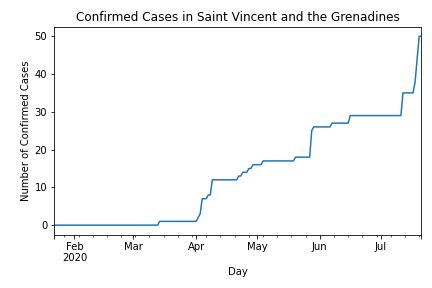 Confirmed Cases in Saint Vincent and the Grenadines
50
40
30
20
10
0
Number of Confirmed Cases
Feb Mar Apr May Jun Jul
2020
Day